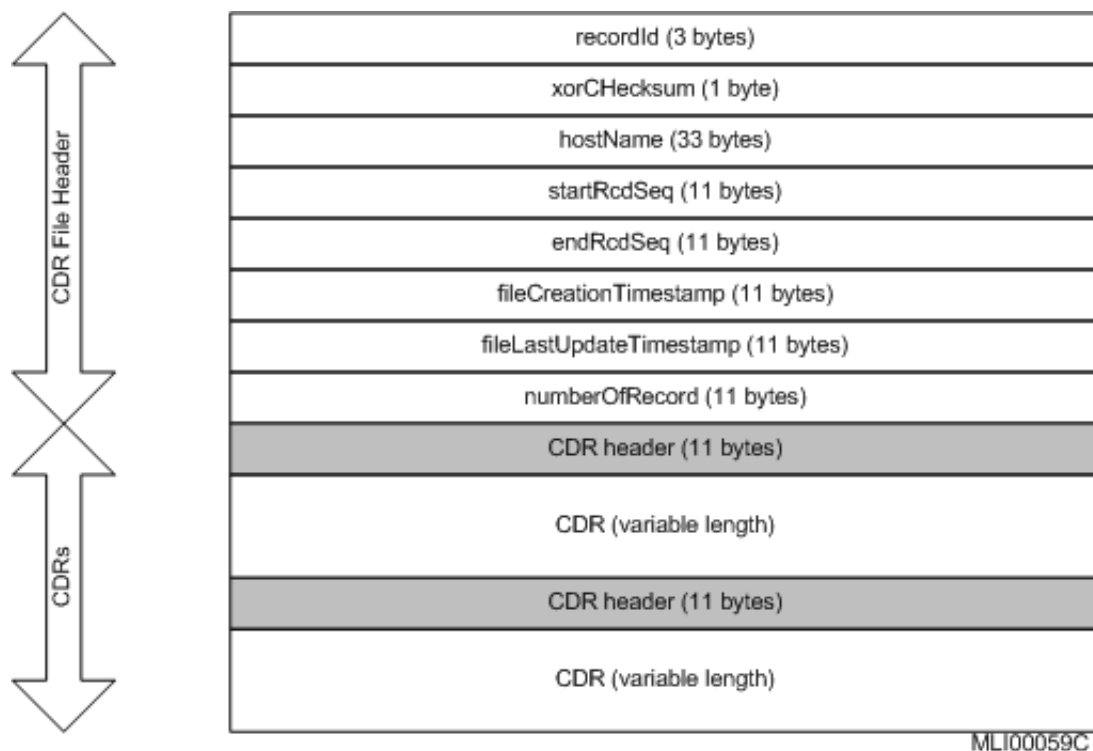 recordId (3 bytes)
xorCHecksum (1 byte)
hostName (33 bytes)
startRcdSeq (11 bytes)
endRcdSeq (11 bytes)
fileCreationTimestamp (11 bytes)
fileLastUpdateTimestamp (11 bytes)
numberOfRecord (11 bytes)
CDR File Header
CDR header (11 bytes)
CDR (variable length)
CDR header (11 bytes)
CDR (variable length)
CDRs
MLI00059C